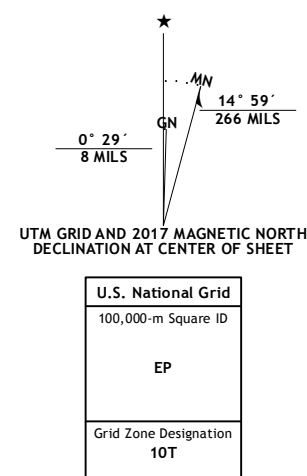 ★
MN
GN
14° 59´
266 MILS
0° 29´
8 MILS
UTM GRID AND 2017 MAGNETIC NORTH
DECLINATION AT CENTER OF SHEET
U.S. National Grid
100,000-m Square ID
EP
Grid Zone Designation
10T